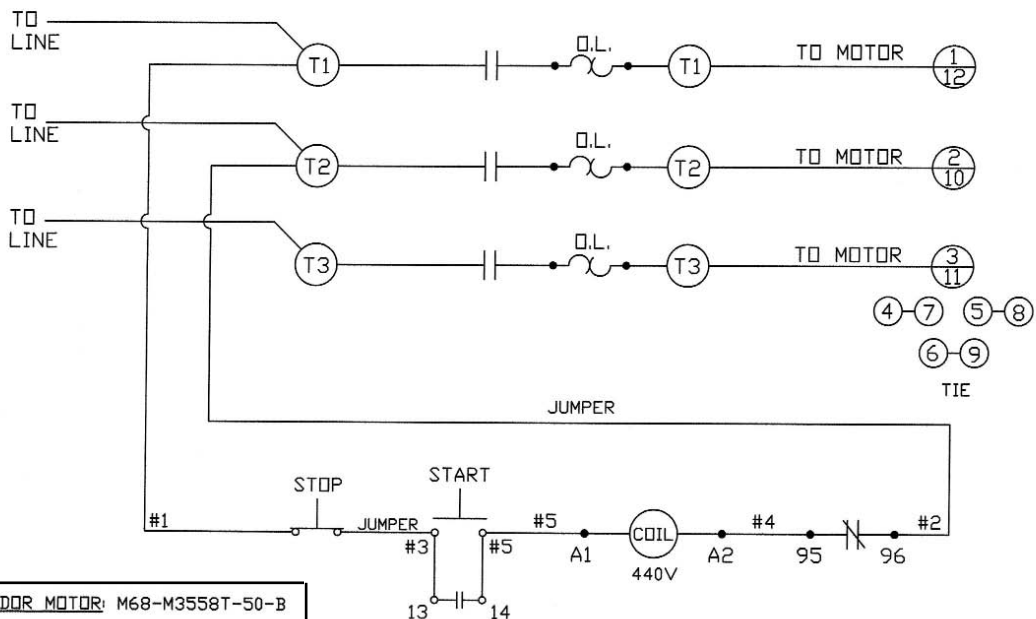 TO
LINE
T1
O.L.
T1
TO MOTOR
1
12
TO
LINE
T2
O.L.
T2
TO MOTOR
2
10
TO
LINE
T3
O.L.
T3
TO MOTOR
3
11
4
7
5
8
6
9
TIE
JUMPER
STOP
START
#1
JUMPER
#3
#5
#5
A1
COIL
440V
A2
#4
95
96
#2
13
14
DOR MOTOR: M68-M3558T-50-B